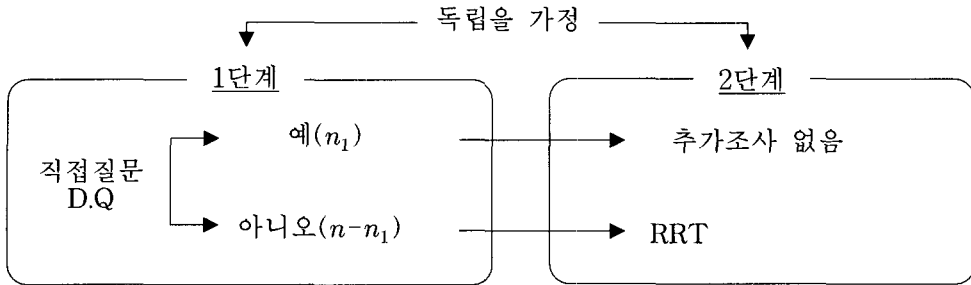 독립을 가정
1단계
2단계
예(n₁)
추가조사 없음
직접질문
D.Q
아니오(n-n₁)
RRT